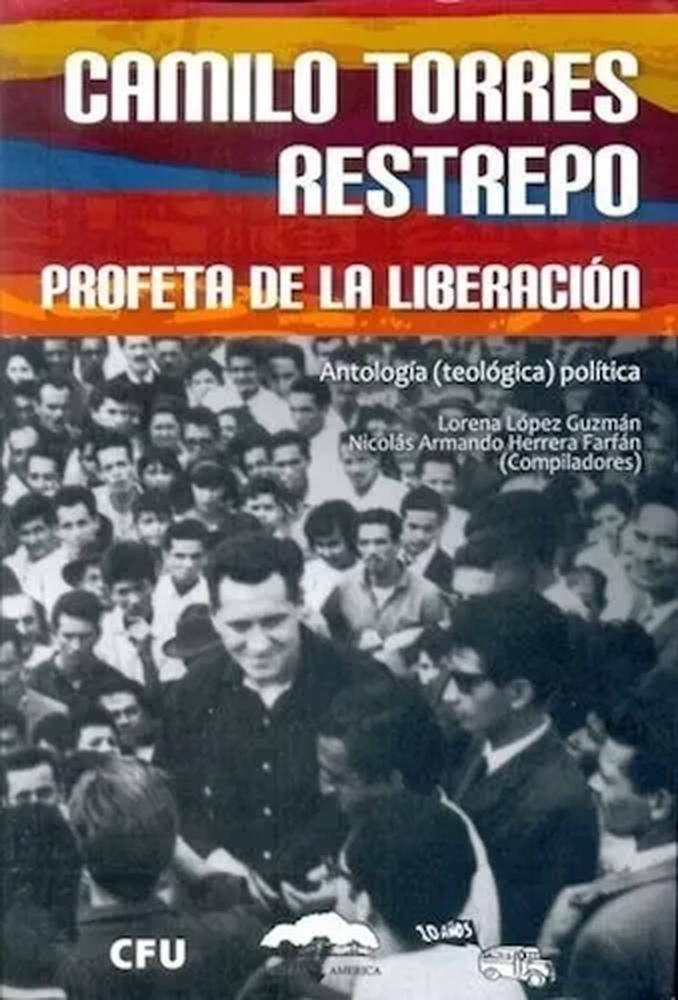 CAMILO TORRES
RESTREPO
PROFETA DE LA LIBERACIÓN
Antología (teológica) política
Lorena López Guzmán
Nicolás Armando Herrera Farfán
(Compiladores)
CFU
AMERICA
10 AÑOS